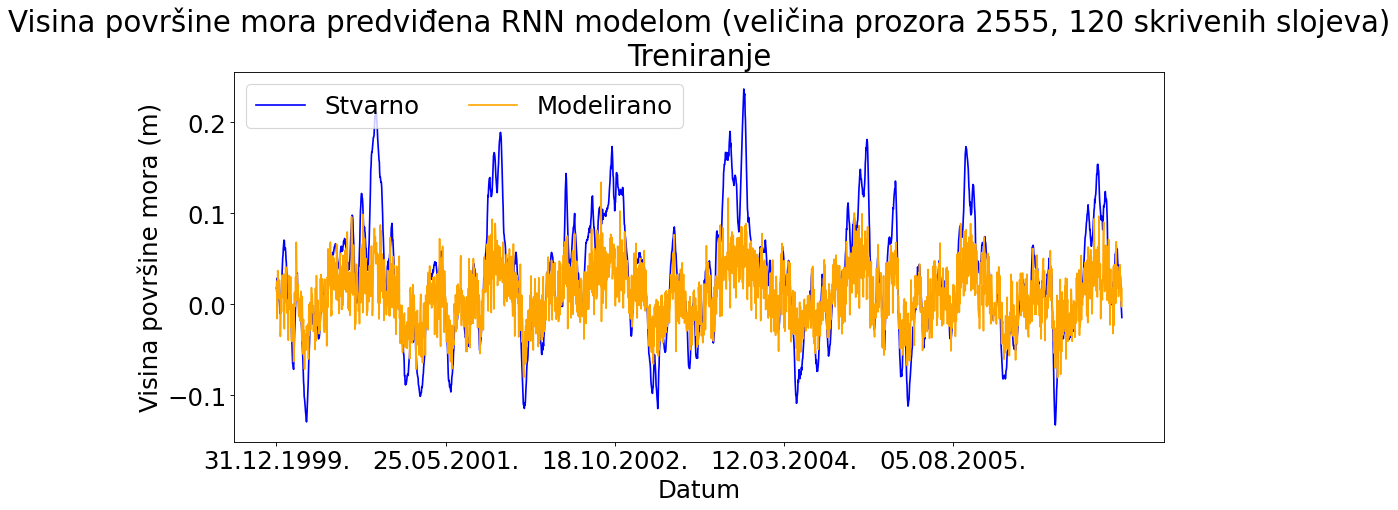 Visina površine mora predviđena RNN modelom (veličina prozora 2555, 120 skrivenih slojeva)
Treniranje
Stvarno
Modelirano
Visina površine mora (m)
0.2
0.1
0.0
−0.1
31.12.1999.
25.05.2001.
18.10.2002.
12.03.2004.
05.08.2005.
Datum